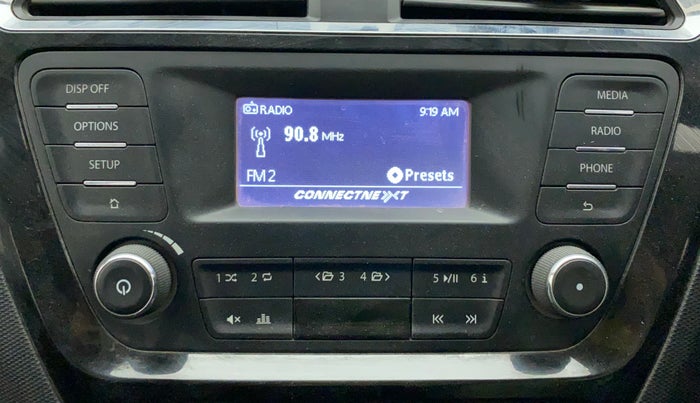 DISP OFF
OPTIONS
SETUP
RADIO 9:19 AM
90.8 MHz
FM 2 Presets
CONNECTNEXT
MEDIA
RADIO
PHONE
1 2 < 3 4 > 5 6 i